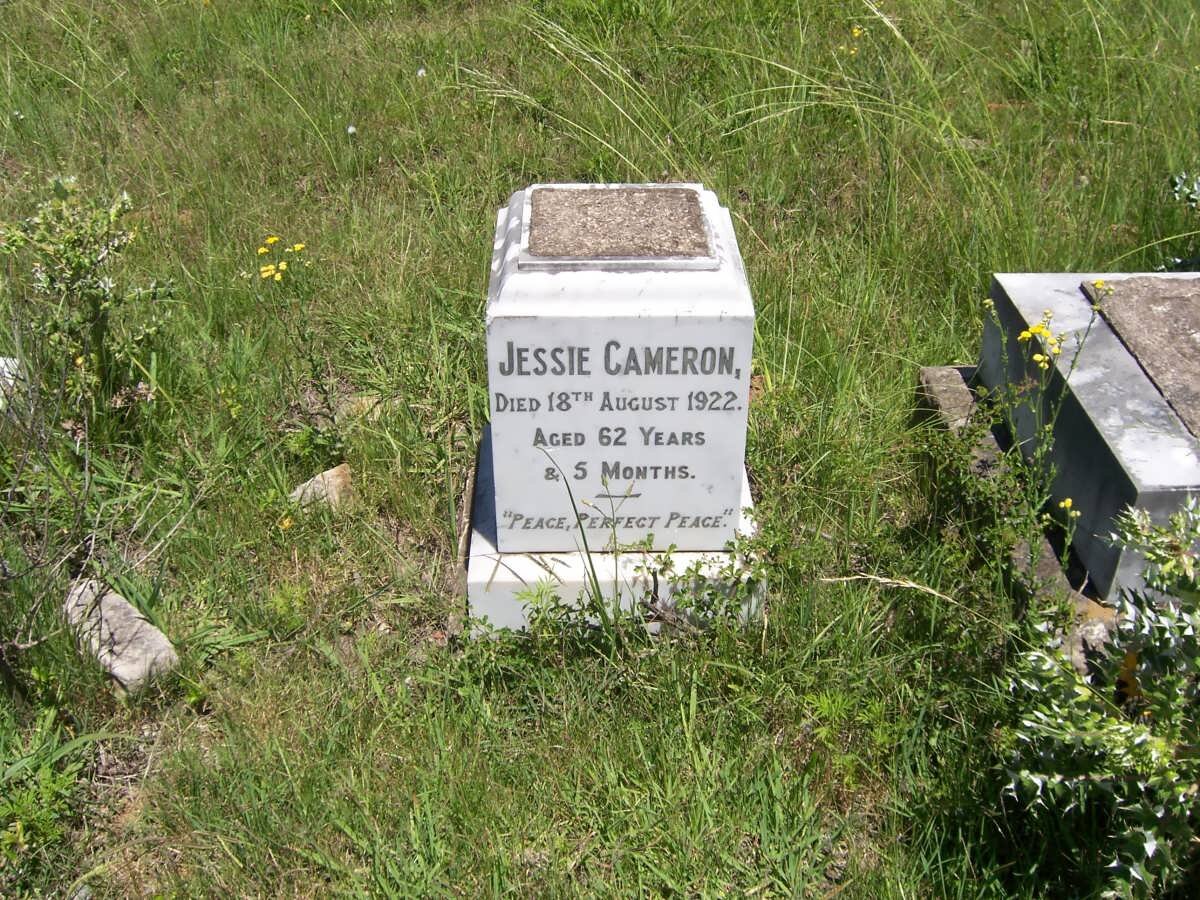 JESSIE CAMERON,
DIED 18TH AUGUST 1922.
AGED 62 YEARS
& 5 MONTHS.
"PEACE, PERFECT PEACE."